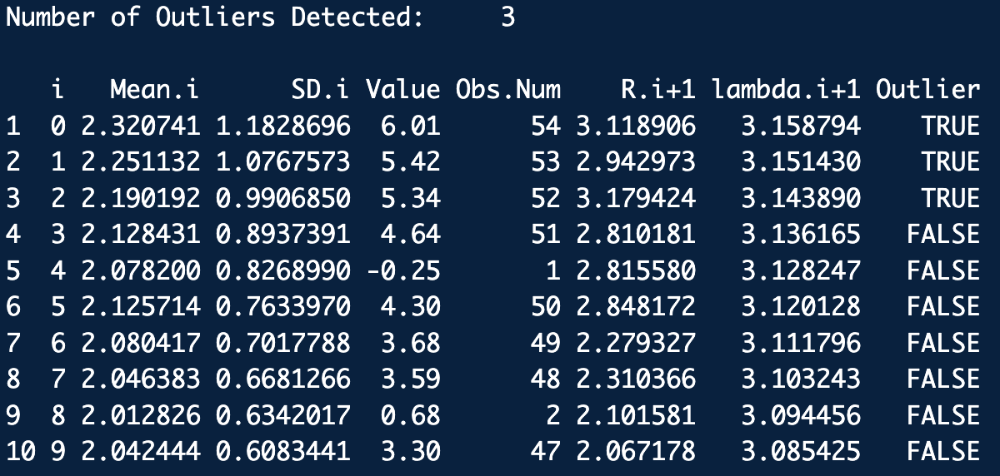 Number of Outliers Detected:     3
   i   Mean.i      SD.i Value Obs.Num    R.i+1 lambda.i+1 Outlier
1  0 2.320741 1.1828696  6.01      54 3.118906   3.158794    TRUE
2  1 2.251132 1.0767573  5.42      53 2.942973   3.151430    TRUE
3  2 2.190192 0.9906850  5.34      52 3.179424   3.143890    TRUE
4  3 2.128431 0.8937391  4.64      51 2.810181   3.136165   FALSE
5  4 2.078200 0.8268990 -0.25       1 2.815580   3.128247   FALSE
6  5 2.125714 0.7633970  4.30      50 2.848172   3.120128   FALSE
7  6 2.080417 0.7017788  3.68      49 2.279327   3.111796   FALSE
8  7 2.046383 0.6681266  3.59      48 2.310366   3.103243   FALSE
9  8 2.012826 0.6342017  0.68       2 2.101581   3.094456   FALSE
10 9 2.042444 0.6083441  3.30      47 2.067178   3.085425   FALSE